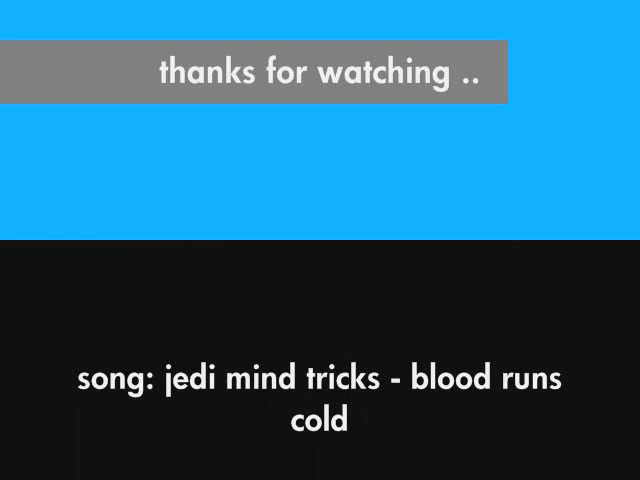 thanks for watching ..
song: jedi mind tricks - blood runs
cold